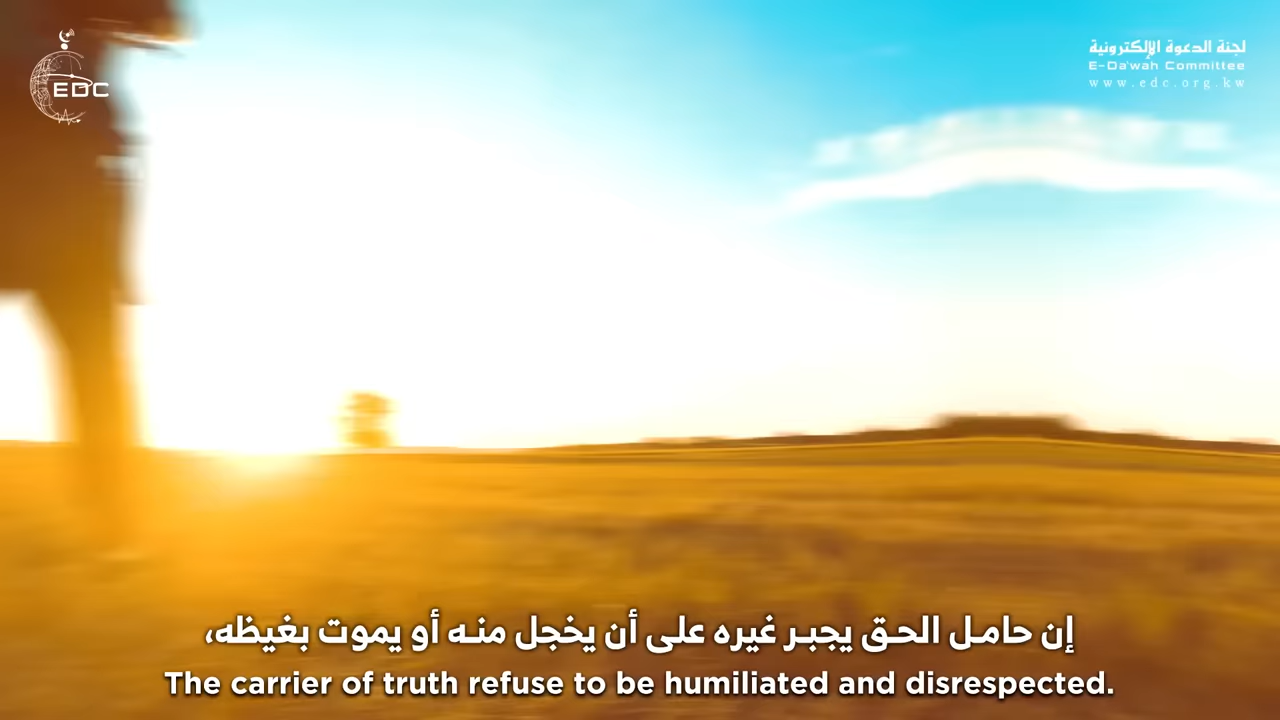 EDC
لجنة الدعوة الإلكترونية
E-Da'wah Committee
www.edc.org.kw
إن حامل الحق يجبر غيره على أن يخجل منه أو يموت بغيظه،
The carrier of truth refuse to be humiliated and disrespected.